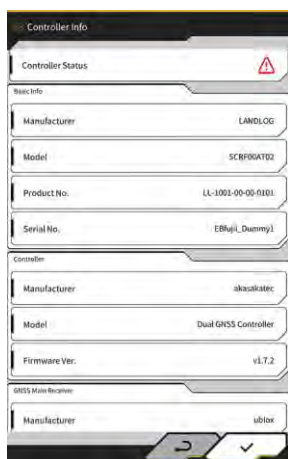 Controller Info
Controller Status
Basic Info
Manufacturer LANDLOG
Model SCRF00AT02
Product No. LL-1001-00-00-0101
Serial No. EBfujii_Dummy1
Controller
Manufacturer akasakatec
Model Dual GNSS Controller
Firmware Ver. v1.7.2
GNSS Main Receiver
Manufacturer ublox